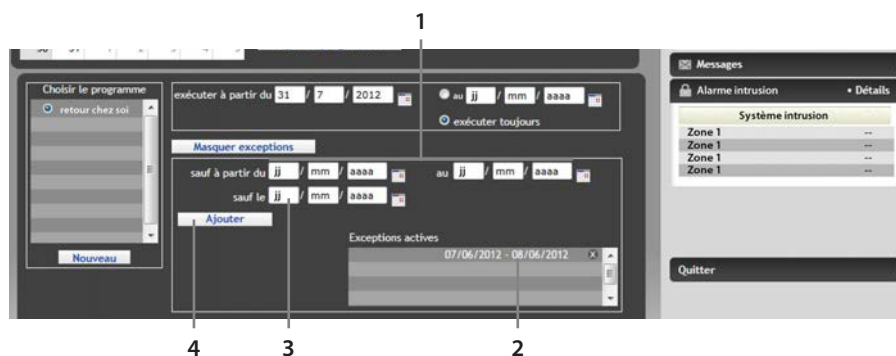 1
Choisir le programme
retour chez soi
Nouveau
exécuter à partir du 31 / 7 / 2012
au jj / mm / aaaa
exécuter toujours
Masquer exceptions
sauf à partir du jj / mm / aaaa au jj / mm / aaaa
sauf le jj / mm / aaaa
Ajouter
Exceptions actives
07/06/2012 - 08/06/2012
Messages
Alarme intrusion • Détails
Système intrusion
Zone 1 --
Zone 1 --
Zone 1 --
Zone 1 --
Quitter
4 3 2